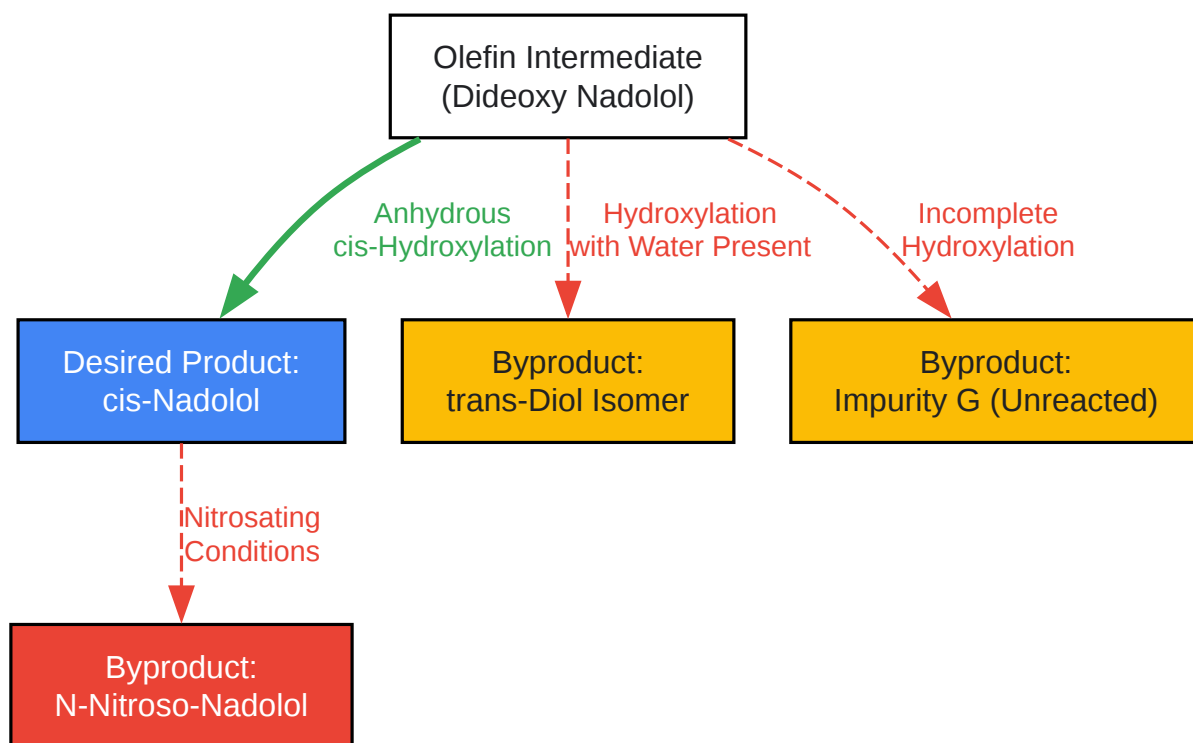 Olefin Intermediate
(Dideoxy Nadolol)
Anhydrous
cis-Hydroxylation
Hydroxylation
with Water Present
Incomplete
Hydroxylation
Desired Product:
cis-Nadolol
Byproduct:
trans-Diol Isomer
Byproduct:
Impurity G (Unreacted)
Nitrosating
Conditions
Byproduct:
N-Nitroso-Nadolol